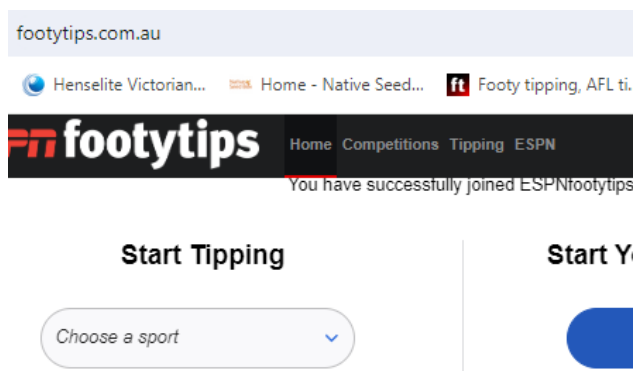 footytips.com.au
Henselite Victorian... Home - Native Seed... ft Footy tipping, AFL ti..
footytips Home Competitions Tipping ESPN
You have successfully joined ESPNfootytips
Start Tipping Start Yo
Choose a sport